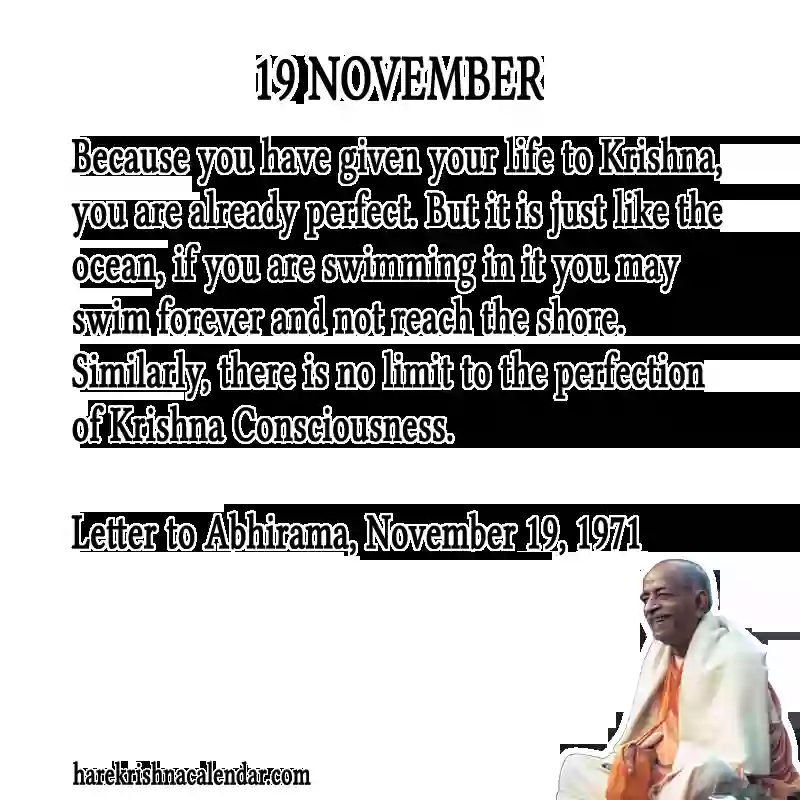 19 NOVEMBER
Because you have given your life to Krishna,
you are already perfect. But it is just like the
ocean, if you are swimming in it you may
swim forever and not reach the shore.
Similarly, there is no limit to the perfection
of Krishna Consciousness.
Letter to Abhirama, November 19, 1971
harekrishnacalendar.com